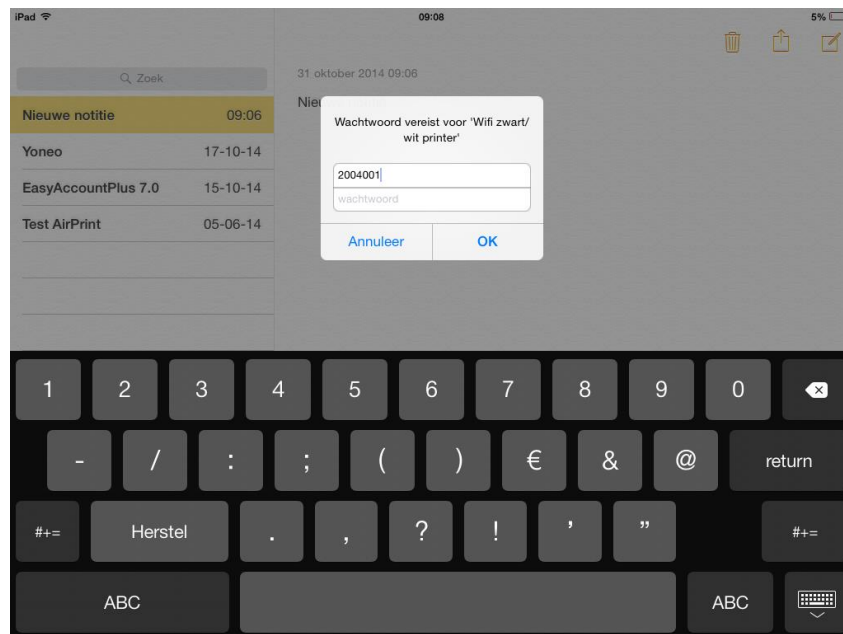 iPad 09:08 5%
Zoek
31 oktober 2014 09:06
Nieuwe notitie 09:06
Nieu
Yoneo 17-10-14
EasyAccountPlus 7.0 15-10-14
Test AirPrint 05-06-14
Wachtwoord vereist voor 'Wifi zwart/
wit printer'
2004001
wachtwoord
Annuleer OK
1 2 3 4 5 6 7 8 9 0
- / : ; ( ) € & @ return
#+= Herstel . , ? ! ' " #+=
ABC ABC